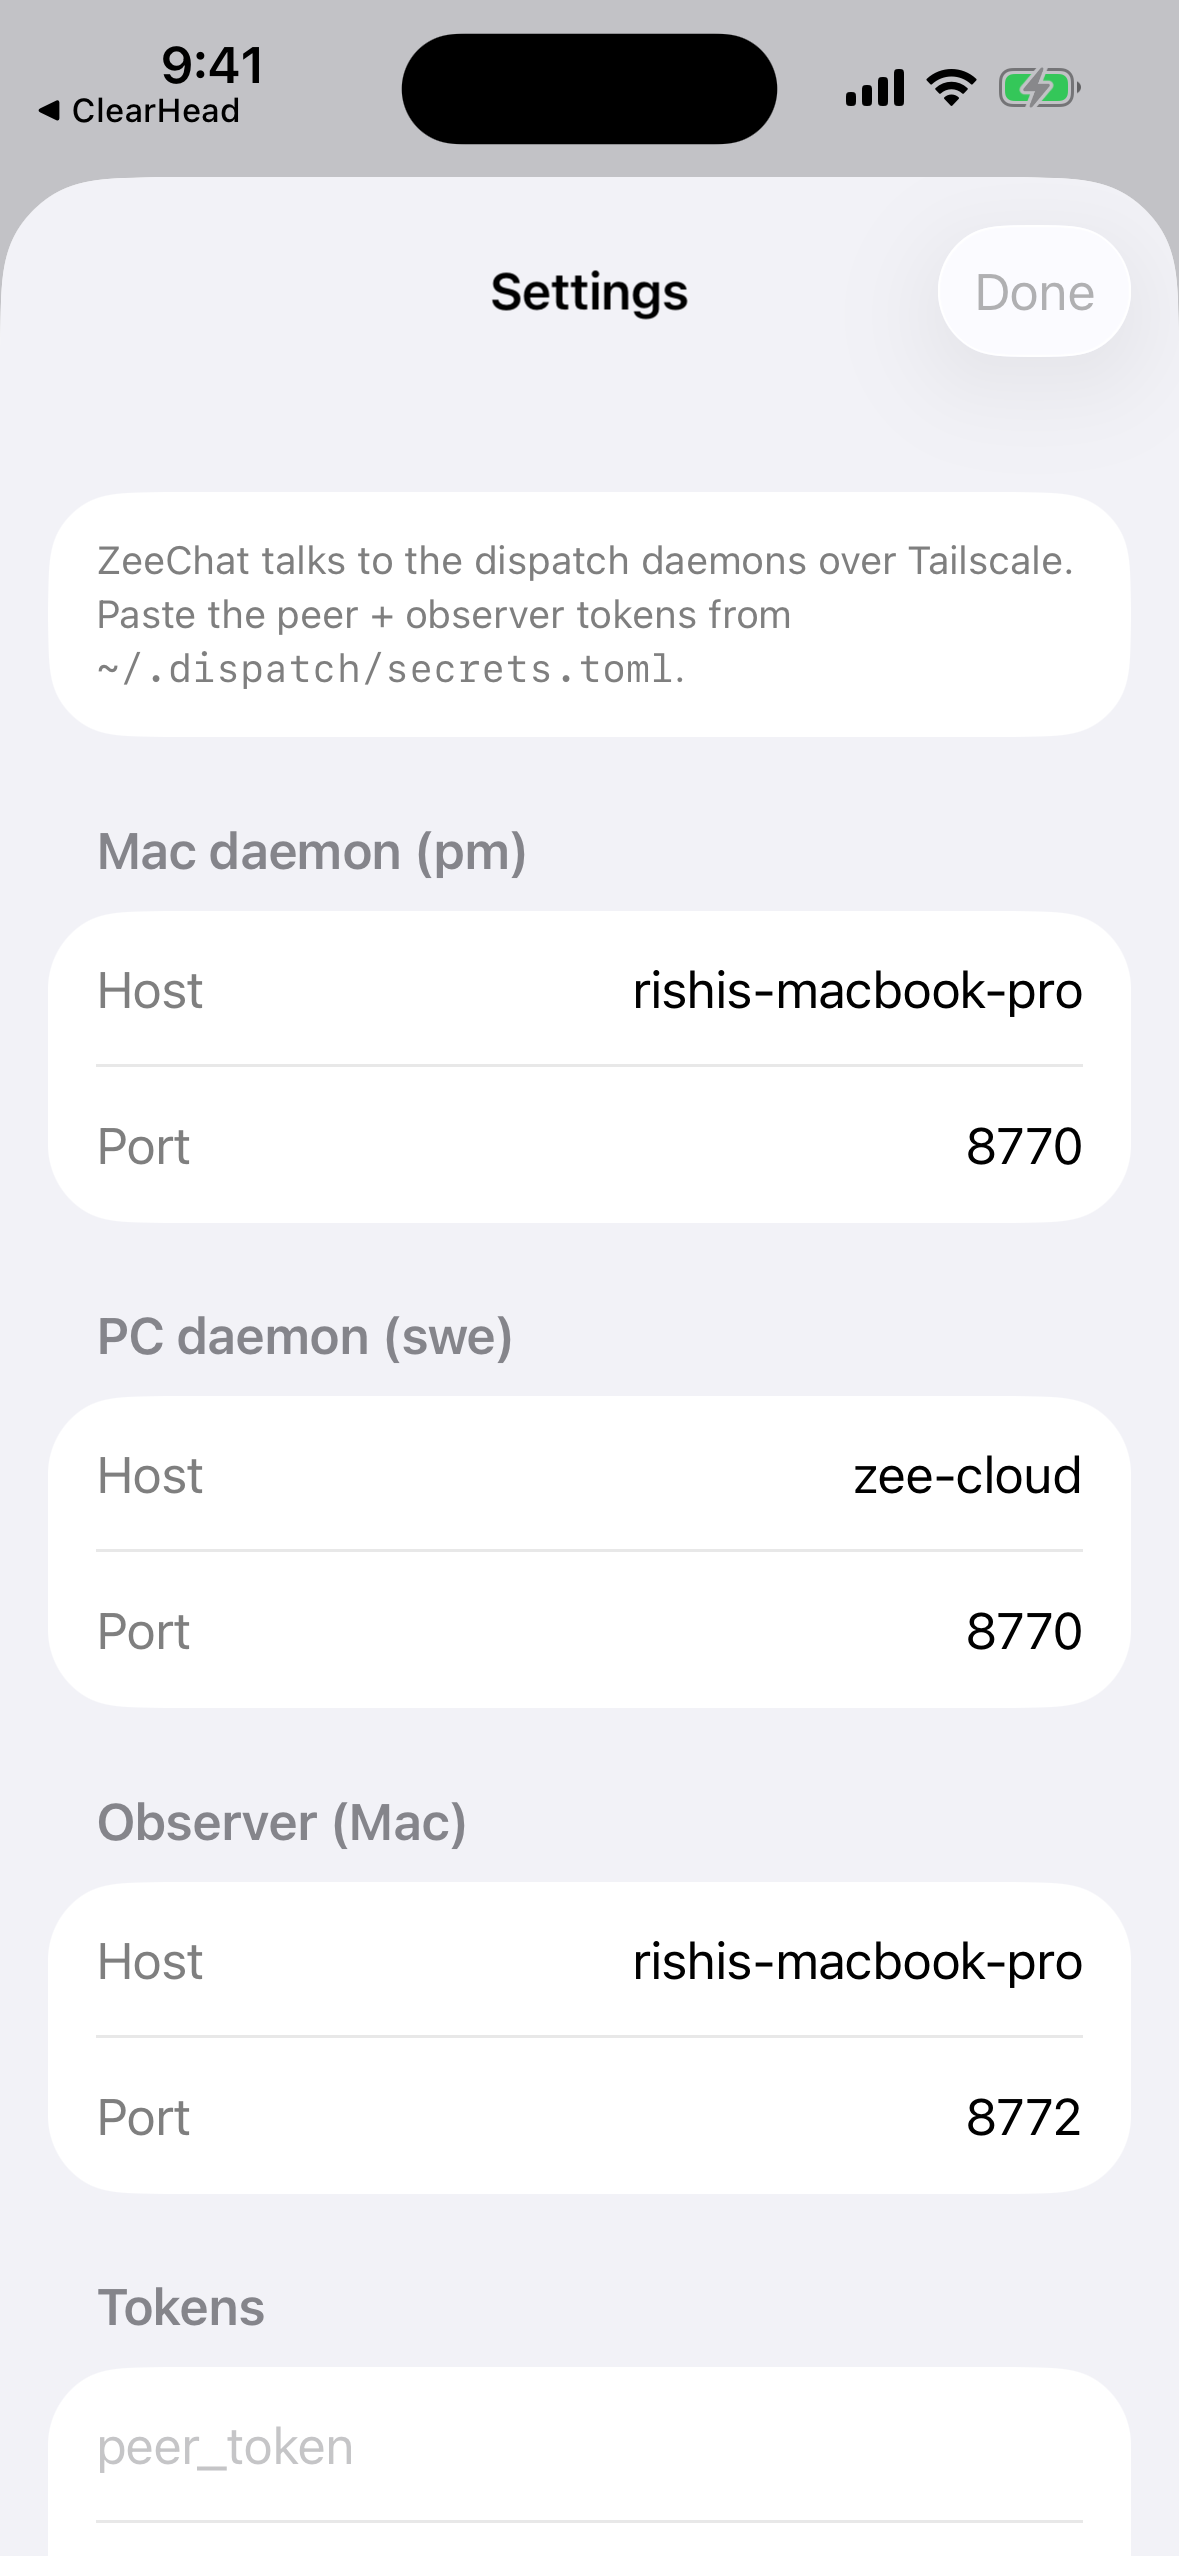 9:41
◀ ClearHead
Settings
Done
ZeeChat talks to the dispatch daemons over Tailscale.
Paste the peer + observer tokens from
~/.dispatch/secrets.toml.
Mac daemon (pm)
Host rishis-macbook-pro
Port 8770
PC daemon (swe)
Host zee-cloud
Port 8770
Observer (Mac)
Host rishis-macbook-pro
Port 8772
Tokens
peer_token